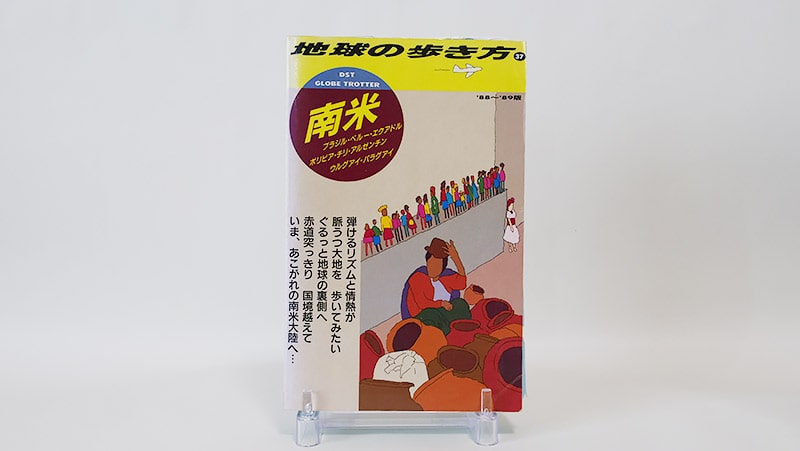 地球の歩き方 37
DST
GLOBE TROTTER
'88〜'89版
南米
ブラジル・ペルー・エクアドル
ボリビア・チリ・アルゼンチン
ウルグアイ・パラグアイ
弾けるリズムと情熱が
脈うつ大地を 歩いてみたい
ぐるっと地球の裏側へ
赤道突っきり 国境越えて
いま、あこがれの南米大陸へ…